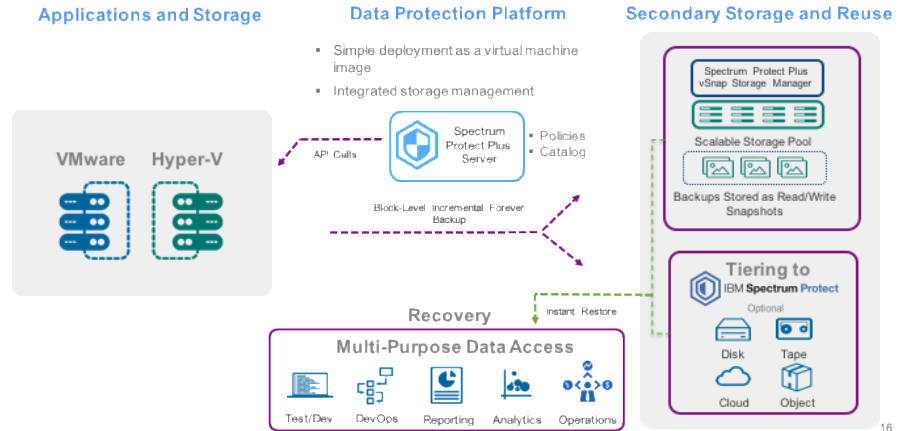 Applications and Storage
Data Protection Platform
Secondary Storage and Reuse
▪ Simple deployment as a virtual machine
image
▪ Integrated storage management
VMware
Hyper-V
API Calls
Spectrum
Protect Plus
Server
▪ Policies
▪ Catalog
Block-Level Incremental Forever
Backup
Spectrum Protect Plus
vSnap Storage Manager
Scalable Storage Pool
Backups Stored as Read/Write
Snapshots
Tiering to
IBM Spectrum Protect
Optional
Disk
Tape
Cloud
Object
Instant Restore
Recovery
Multi-Purpose Data Access
Test/Dev
DevOps
Reporting
Analytics
Operations
16